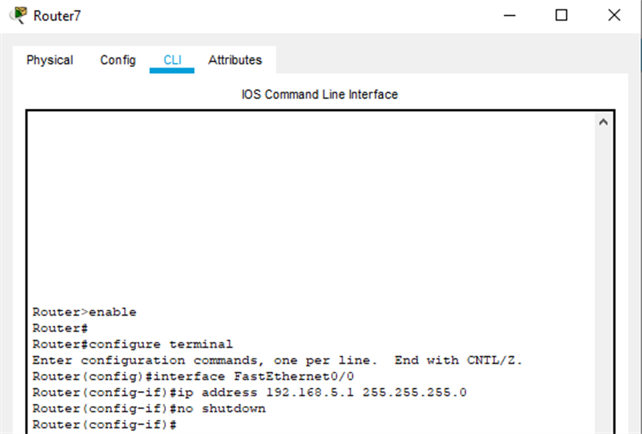 Router7
Physical Config CLI Attributes
IOS Command Line Interface
Router>enable
Router#
Router#configure terminal
Enter configuration commands, one per line.  End with CNTL/Z.
Router(config)#interface FastEthernet0/0
Router(config-if)#ip address 192.168.5.1 255.255.255.0
Router(config-if)#no shutdown
Router(config-if)#